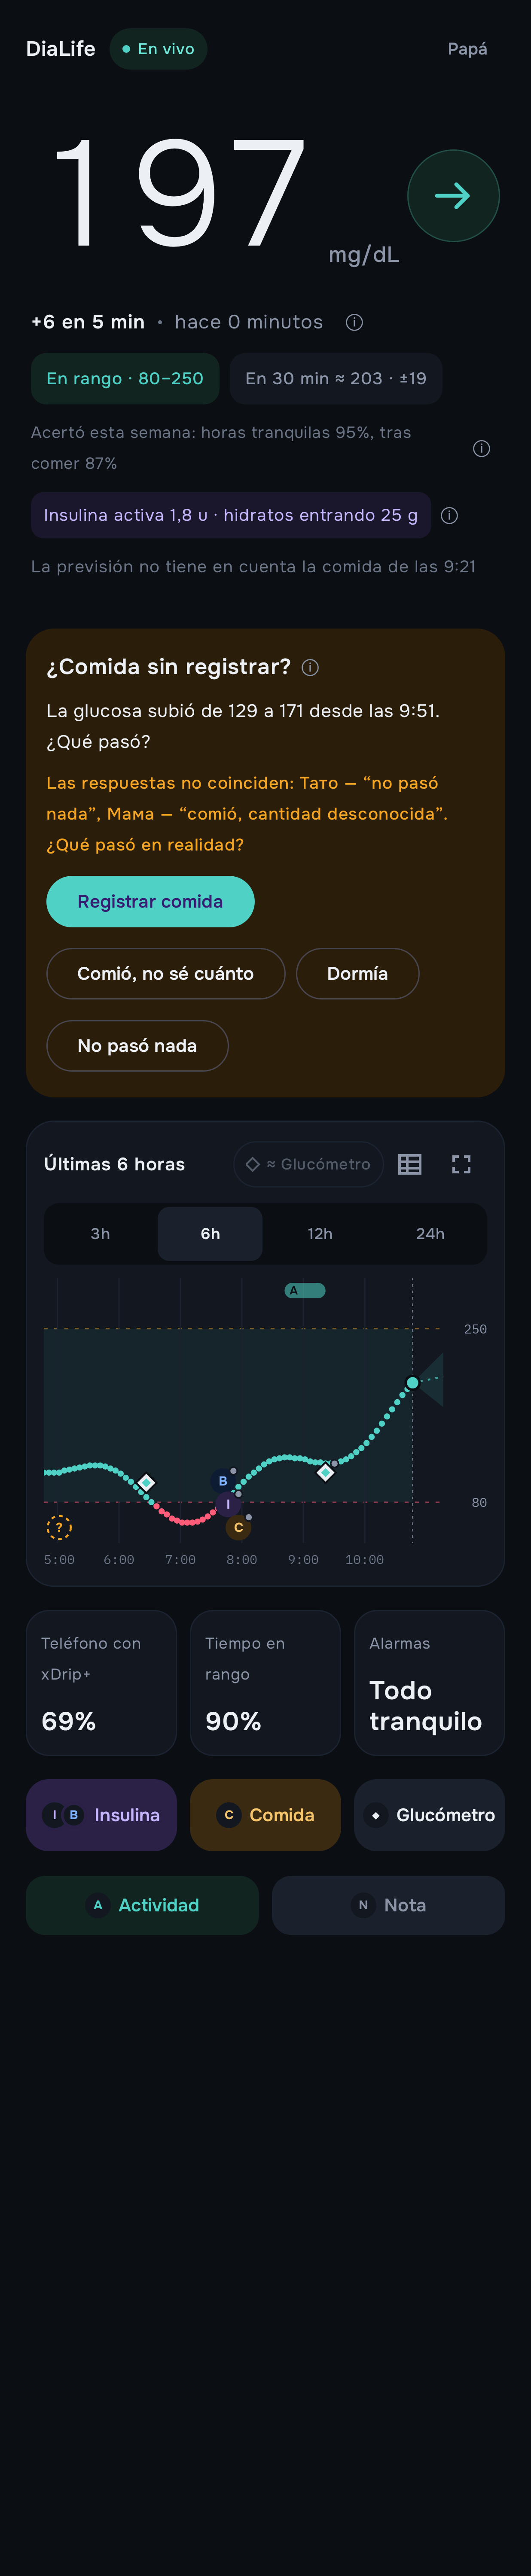 DiaLife
En vivo
Papá
197
mg/dL
+6 en 5 min • hace 0 minutos
En rango · 80–250
En 30 min ≈ 203 · ±19
Acertó esta semana: horas tranquilas 95%, tras
comer 87%
Insulina activa 1,8 u · hidratos entrando 25 g
La previsión no tiene en cuenta la comida de las 9:21
¿Comida sin registrar?
La glucosa subió de 129 a 171 desde las 9:51.
¿Qué pasó?
Las respuestas no coinciden: Тато — “no pasó
nada”, Мама — “comió, cantidad desconocida”.
¿Qué pasó en realidad?
Registrar comida
Comió, no sé cuánto
Dormía
No pasó nada
Últimas 6 horas
≈ Glucómetro
3h
6h
12h
24h
A
250
B
I
80
?
C
5:00
6:00
7:00
8:00
9:00
10:00
Teléfono con
xDrip+
69%
Tiempo en
rango
90%
Alarmas
Todo
tranquilo
I B Insulina
C Comida
Glucómetro
A Actividad
N Nota